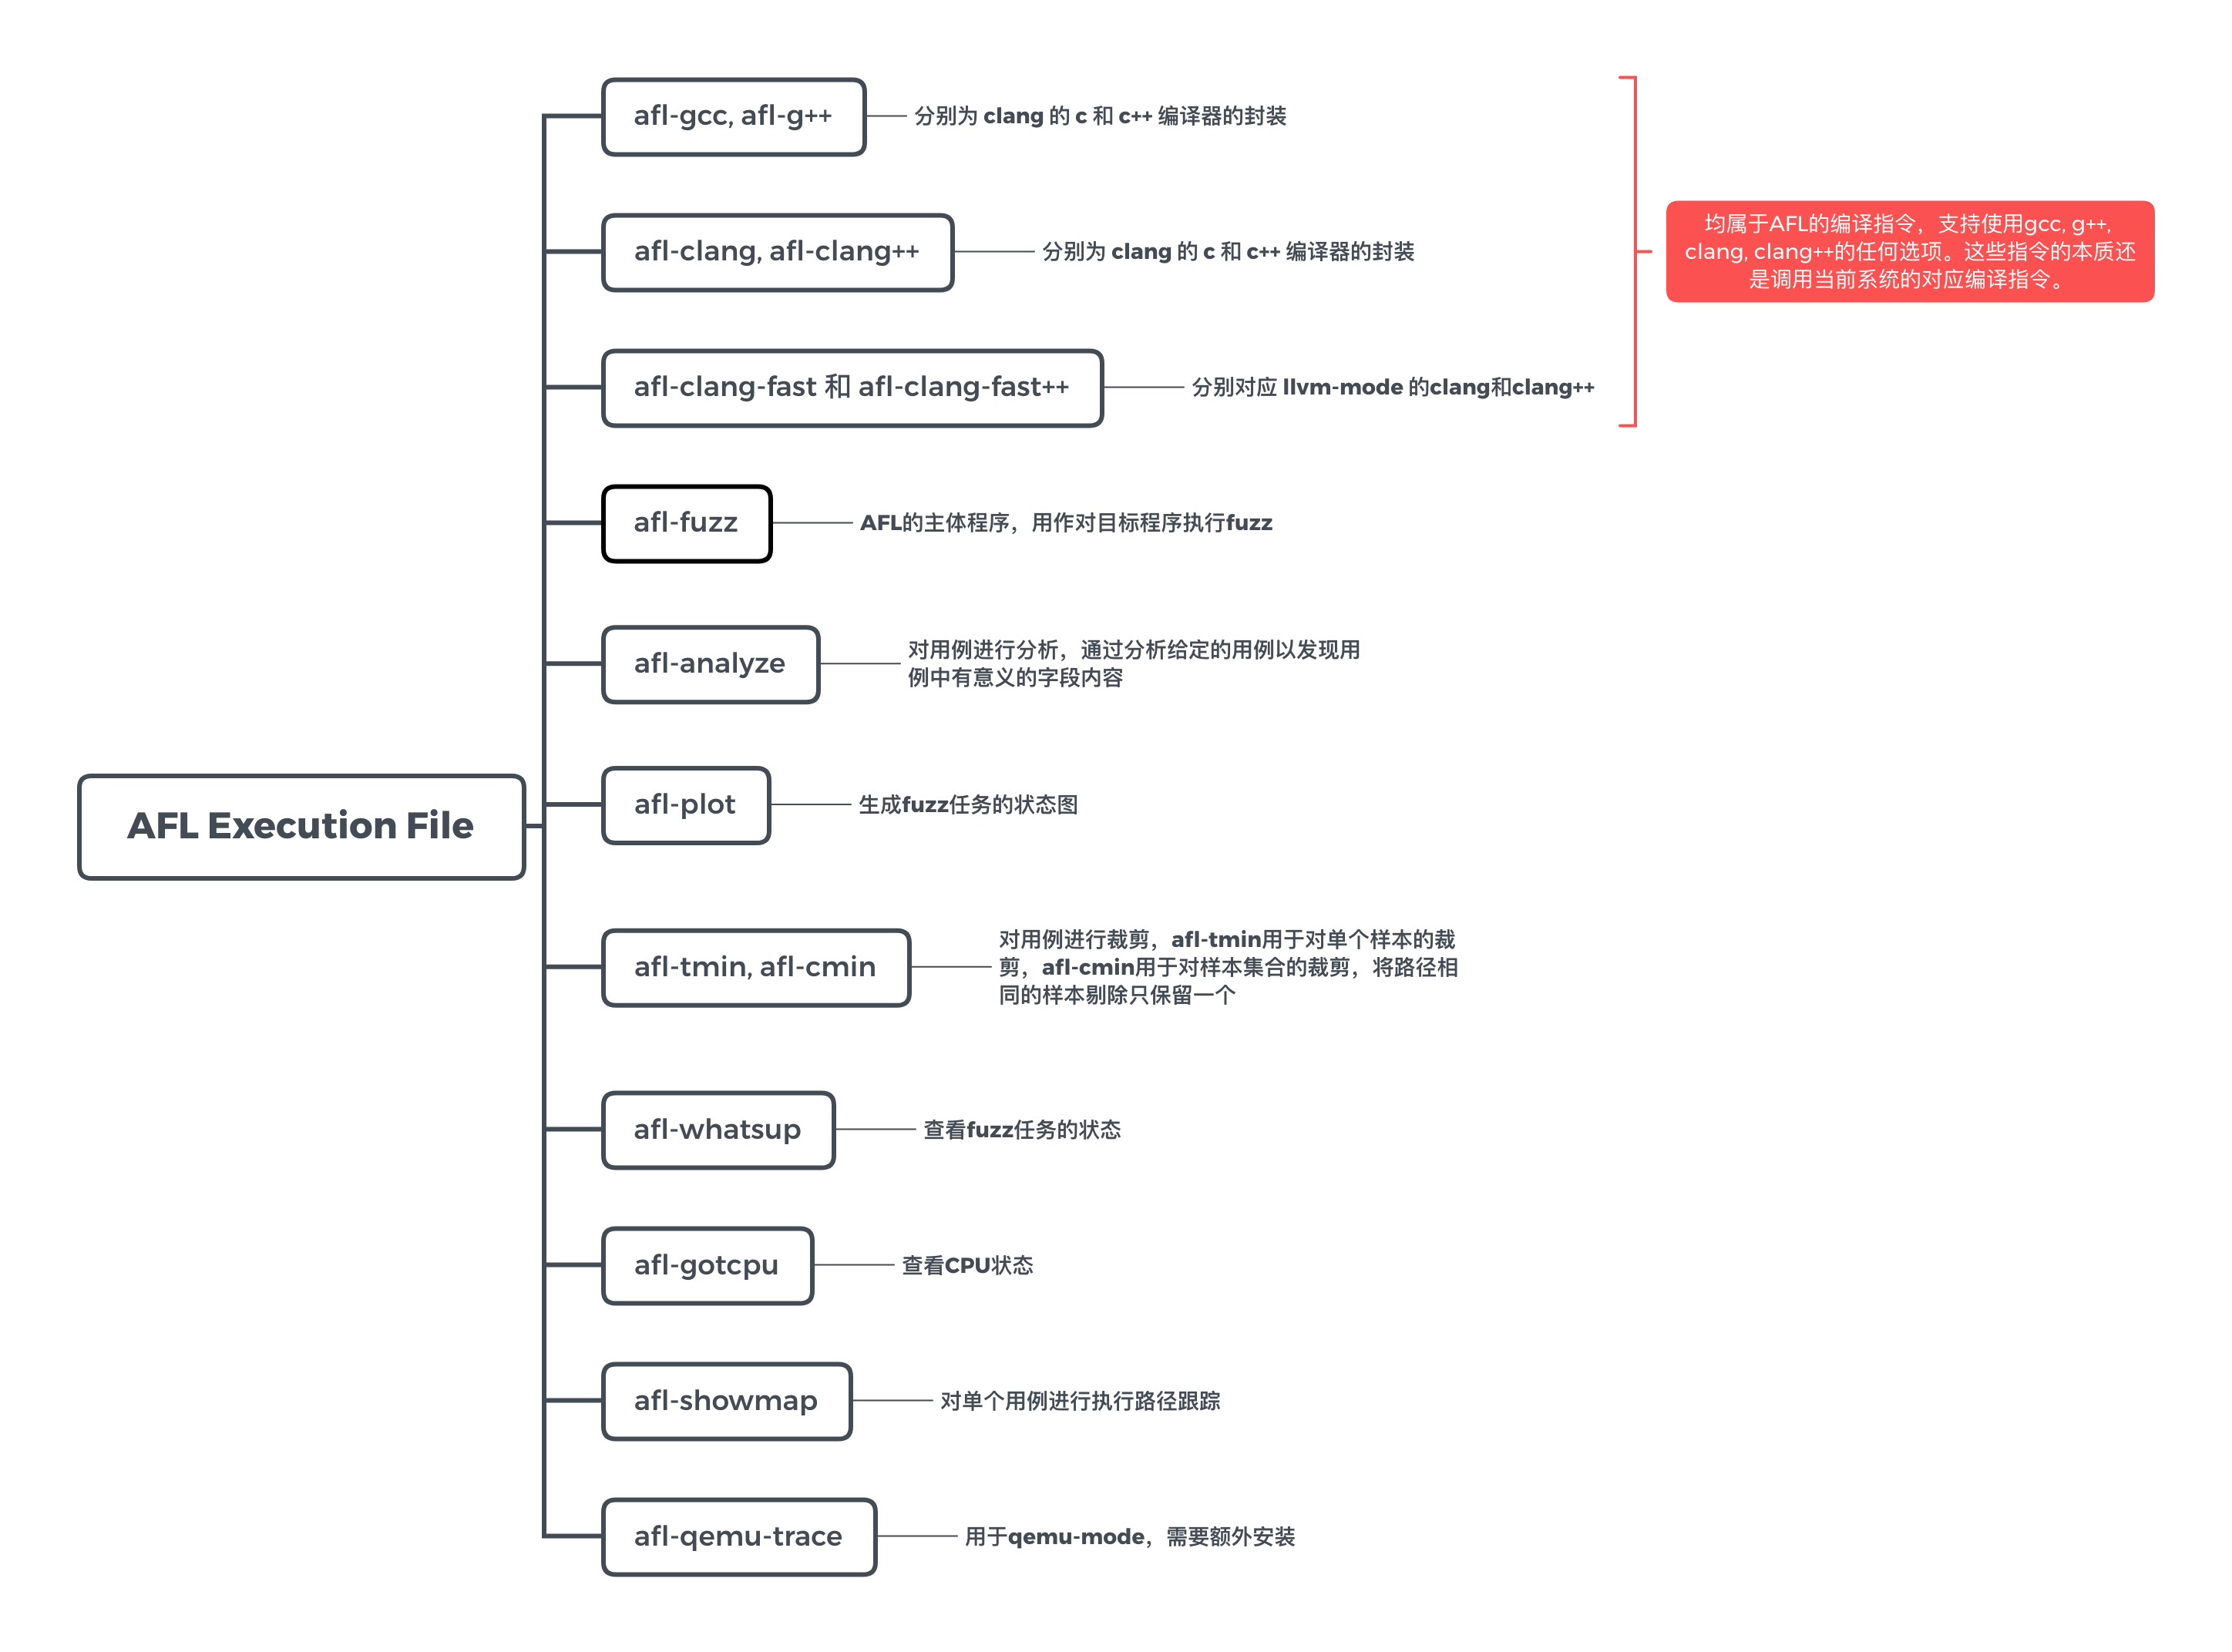 afl-gcc, afl-g++
分别为 clang 的 c 和 c++ 编译器的封装
afl-clang, afl-clang++
分别为 clang 的 c 和 c++ 编译器的封装
afl-clang-fast 和 afl-clang-fast++
分别对应 llvm-mode 的clang和clang++
均属于AFL的编译指令，支持使用gcc, g++,
clang, clang++的任何选项。这些指令的本质还
是调用当前系统的对应编译指令。
afl-fuzz
AFL的主体程序，用作对目标程序执行fuzz
afl-analyze
对用例进行分析，通过分析给定的用例以发现用
例中有意义的字段内容
afl-plot
生成fuzz任务的状态图
AFL Execution File
afl-tmin, afl-cmin
对用例进行裁剪，afl-tmin用于对单个样本的裁
剪，afl-cmin用于对样本集合的裁剪，将路径相
同的样本剔除只保留一个
afl-whatsup
查看fuzz任务的状态
afl-gotcpu
查看CPU状态
afl-showmap
对单个用例进行执行路径跟踪
afl-qemu-trace
用于qemu-mode，需要额外安装